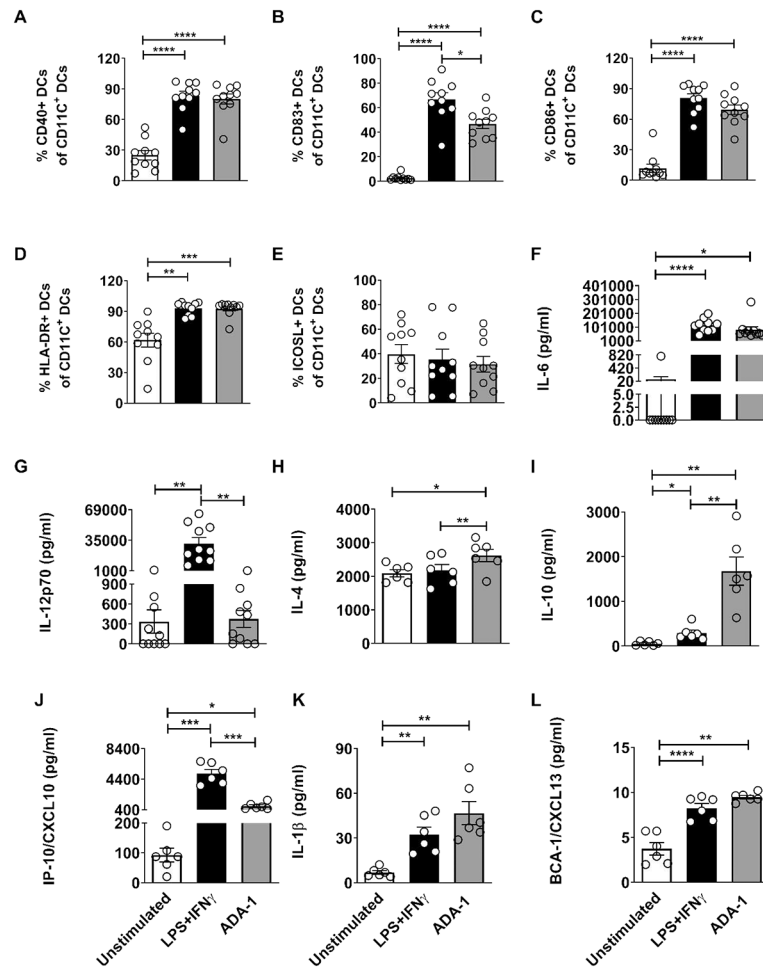 A
% CD40+ DCs
of CD11C+ DCs
120
90
60
30
0
****
****
B
% CD83+ DCs
of CD11C+ DCs
100
80
60
40
20
0
****
****
*
C
% CD86+ DCs
of CD11C+ DCs
120
90
60
30
0
****
****
D
% HLA-DR+ DCs
of CD11C+ DCs
120
90
60
30
0
***
**
E
% ICOSL+ DCs
of CD11C+ DCs
100
80
60
40
20
0
F
IL-6 (pg/ml)
401000
301000
201000
101000
1000
820
420
20
5.0
2.5
0.0
*
****
G
IL-12p70 (pg/ml)
69000
35000
1000
900
600
300
0
**
**
H
IL-4 (pg/ml)
4000
3000
2000
1000
0
*
**
I
IL-10 (pg/ml)
3000
2000
1000
0
**
*
**
J
IP-10/CXCL10 (pg/ml)
8400
4400
400
200
100
0
*
***
***
Unstimulated
LPS+IFNγ
ADA-1
K
IL-1β (pg/ml)
90
60
30
0
**
**
Unstimulated
LPS+IFNγ
ADA-1
L
BCA-1/CXCL13 (pg/ml)
15
10
5
0
**
****
Unstimulated
LPS+IFNγ
ADA-1